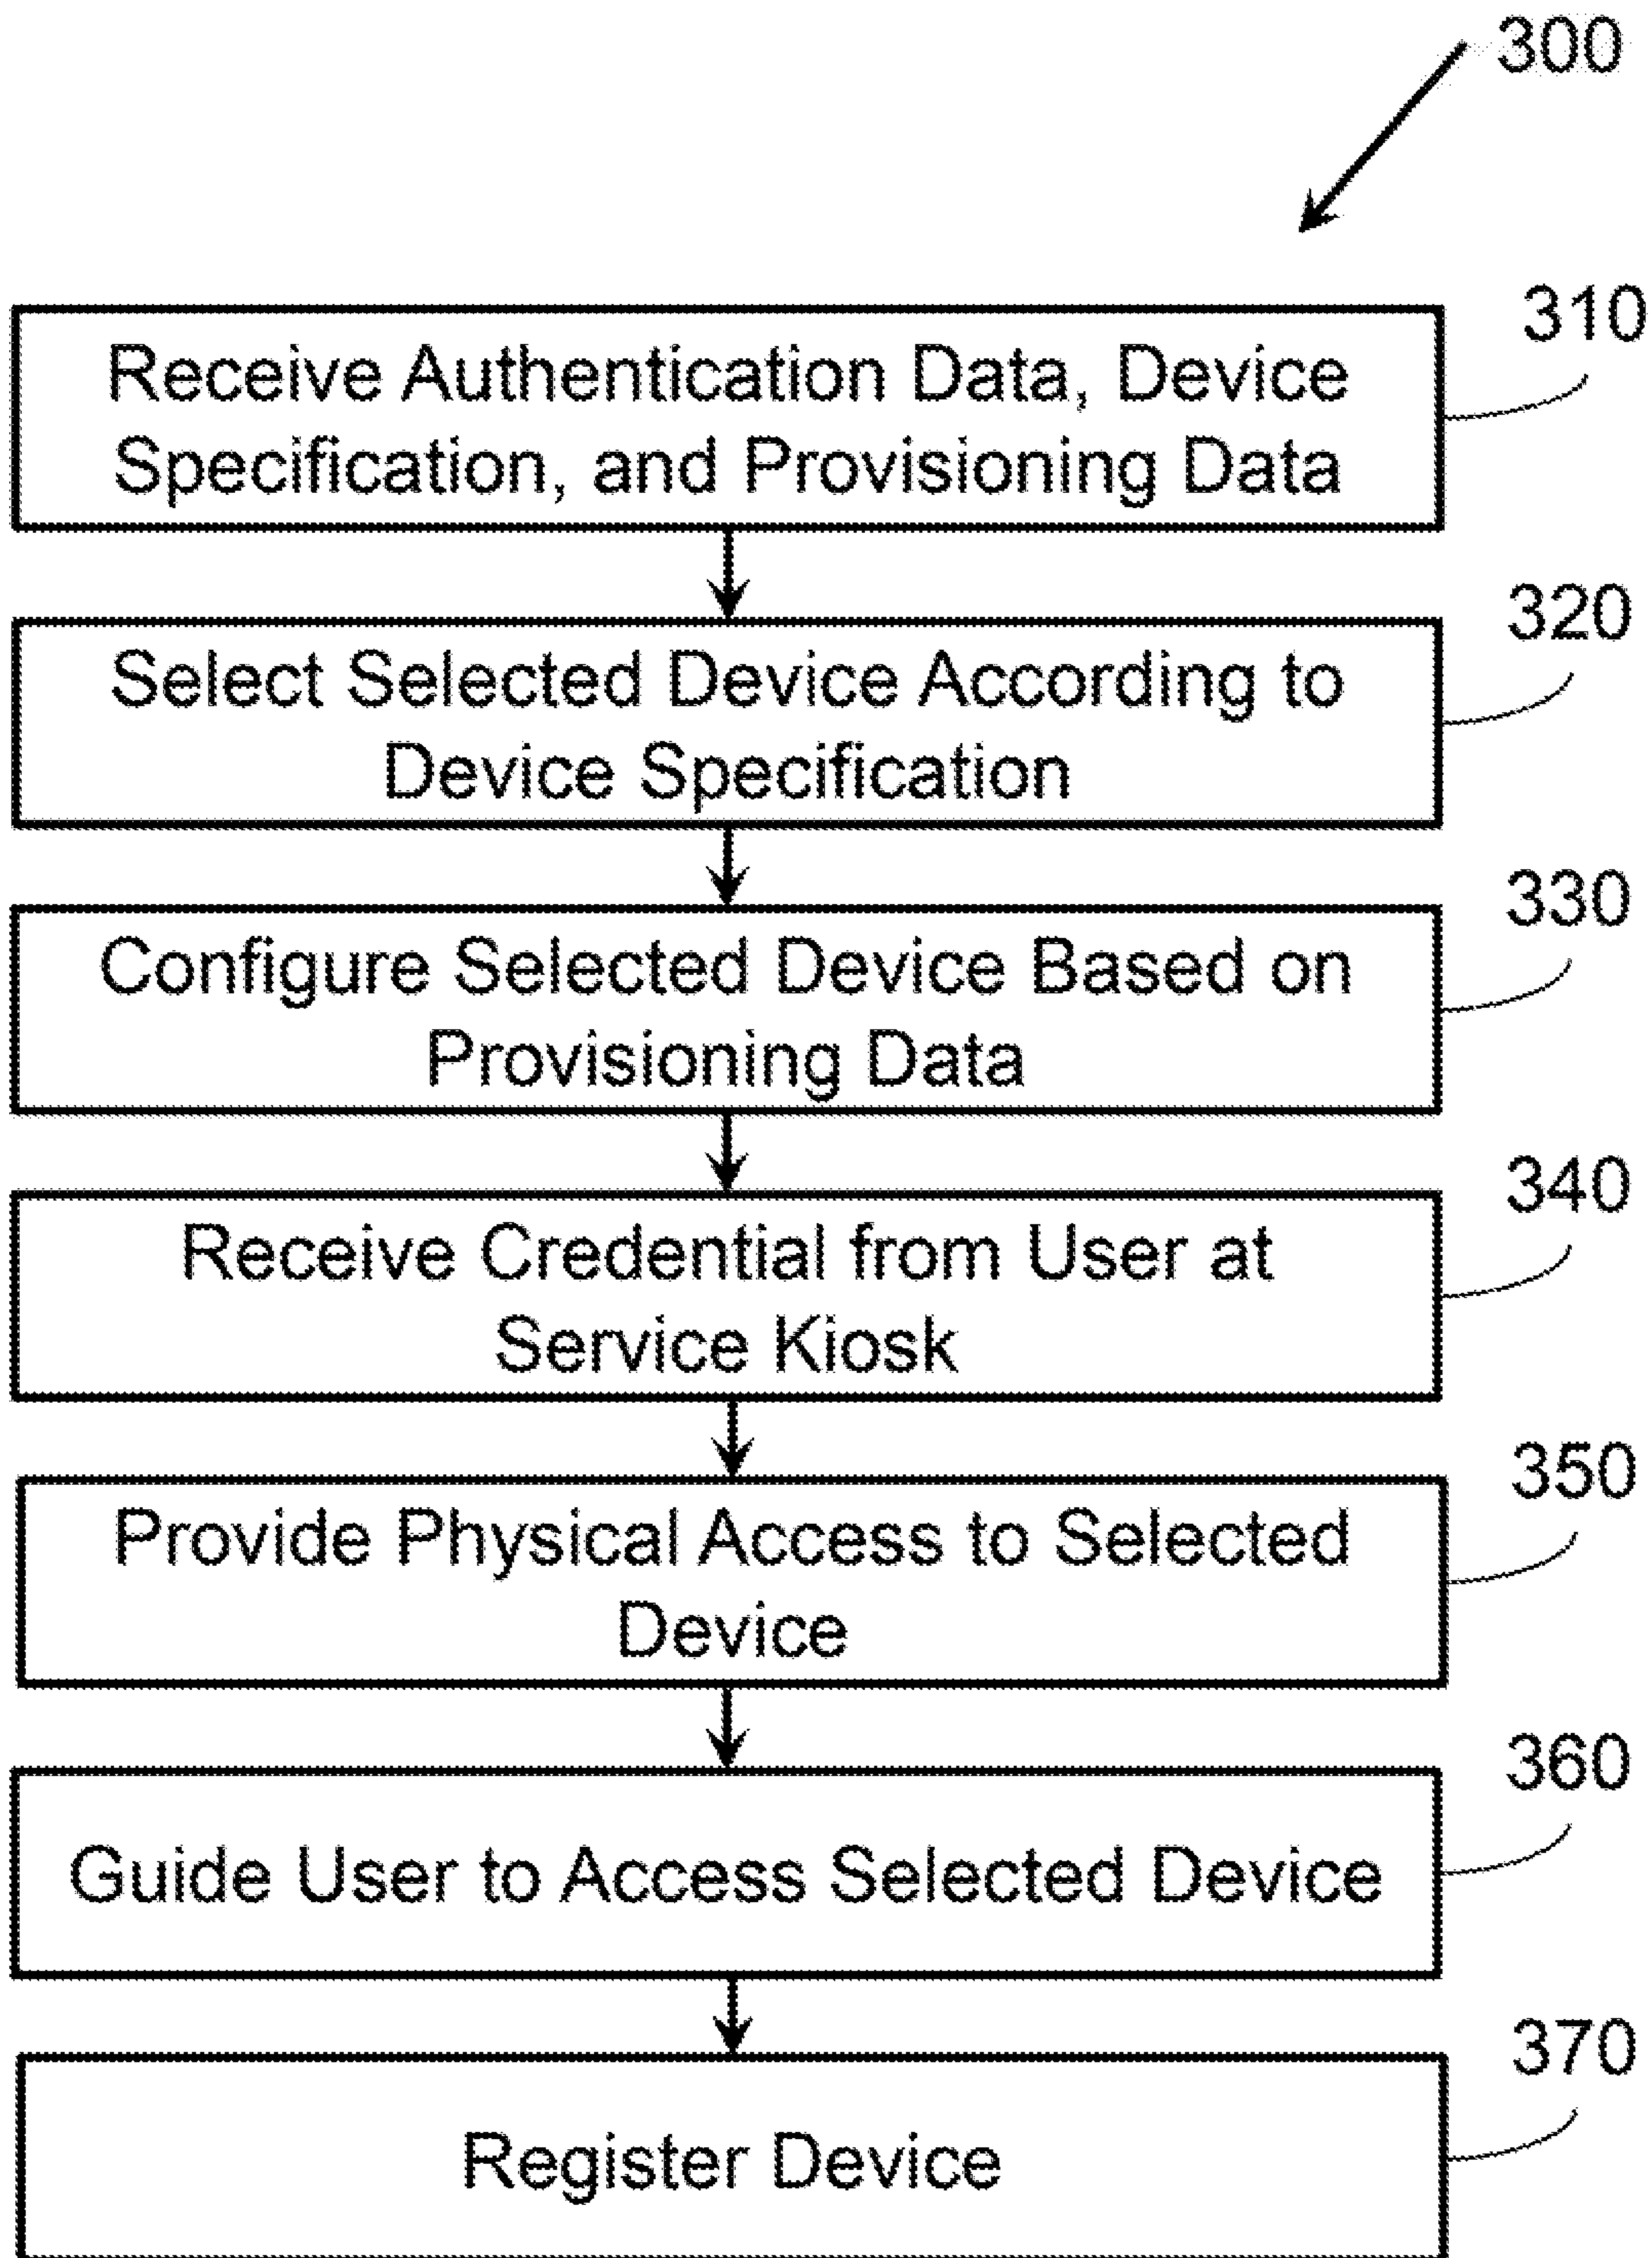 300
310
Receive Authentication Data, Device
Specification, and Provisioning Data
320
Select Selected Device According to
Device Specification
330
Configure Selected Device Based on
Provisioning Data
340
Receive Credential from User at
Service Kiosk
350
Provide Physical Access to Selected
Device
360
Guide User to Access Selected Device
370
Register Device